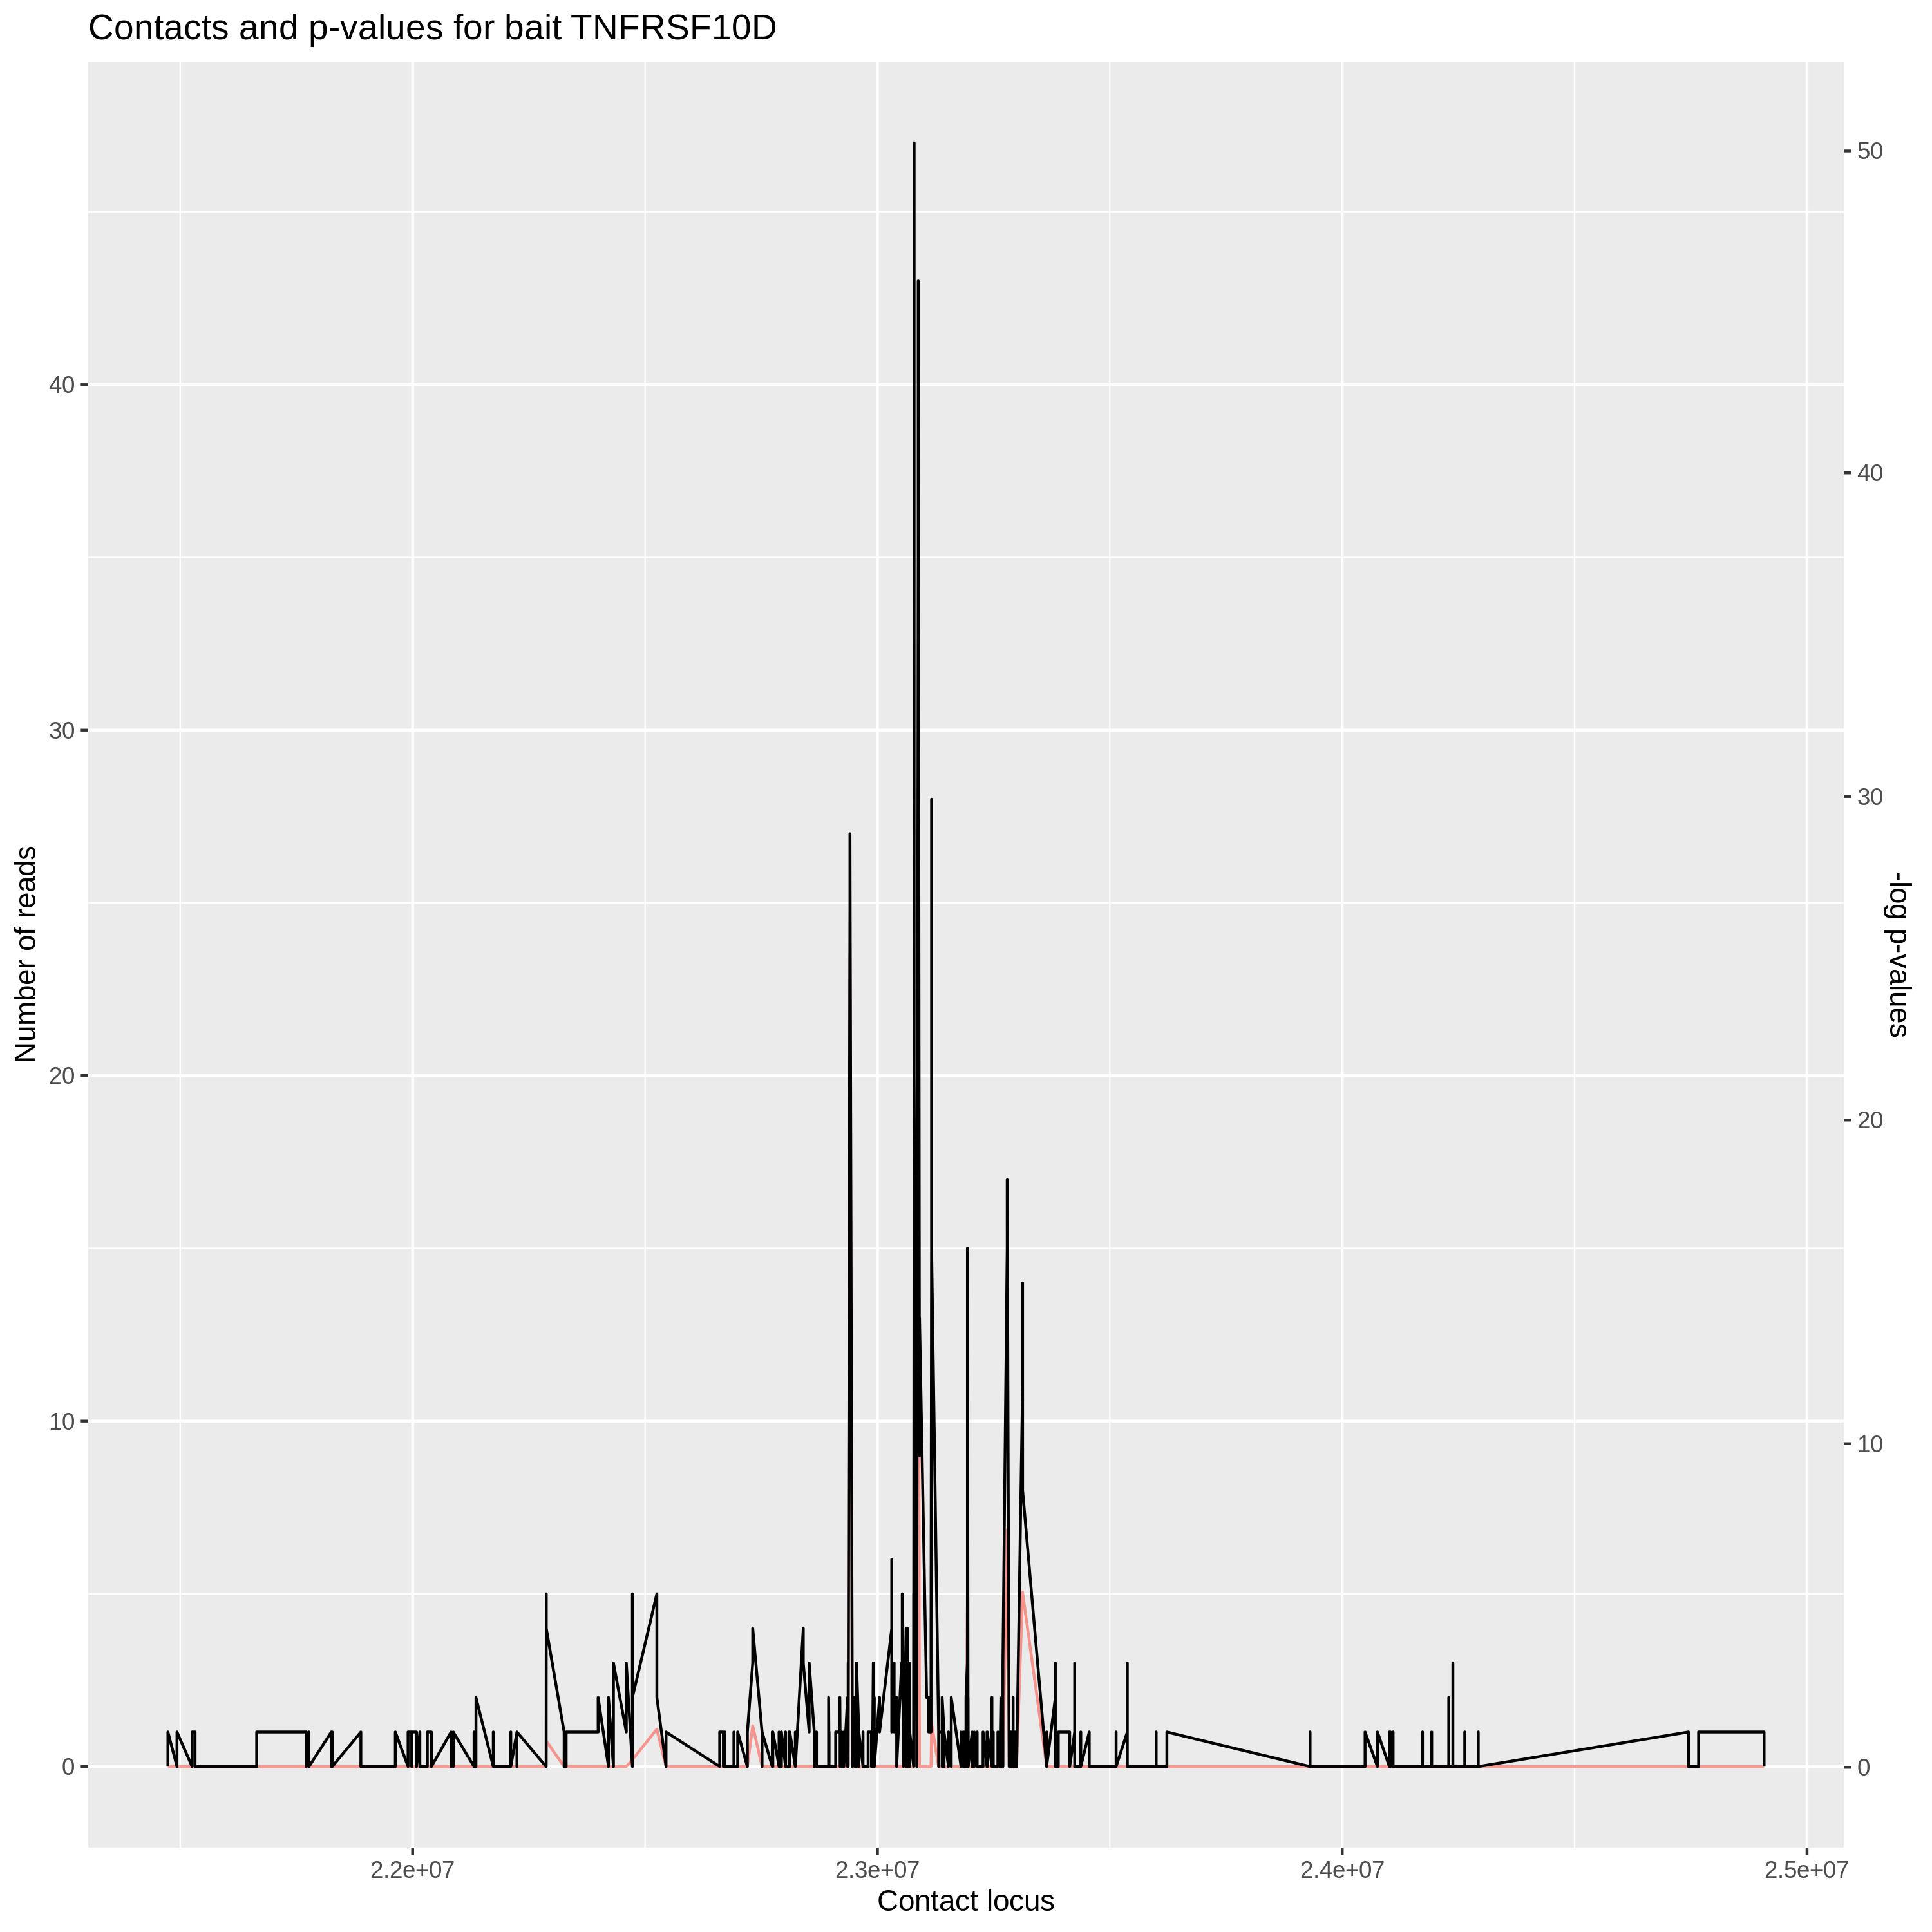 Contacts and p-values for bait TNFRSF10D
Number of reads
40
30
20
10
0
50
40
30
20
10
0
-log p-values
2.2e+07
2.3e+07
2.4e+07
2.5e+07
Contact locus